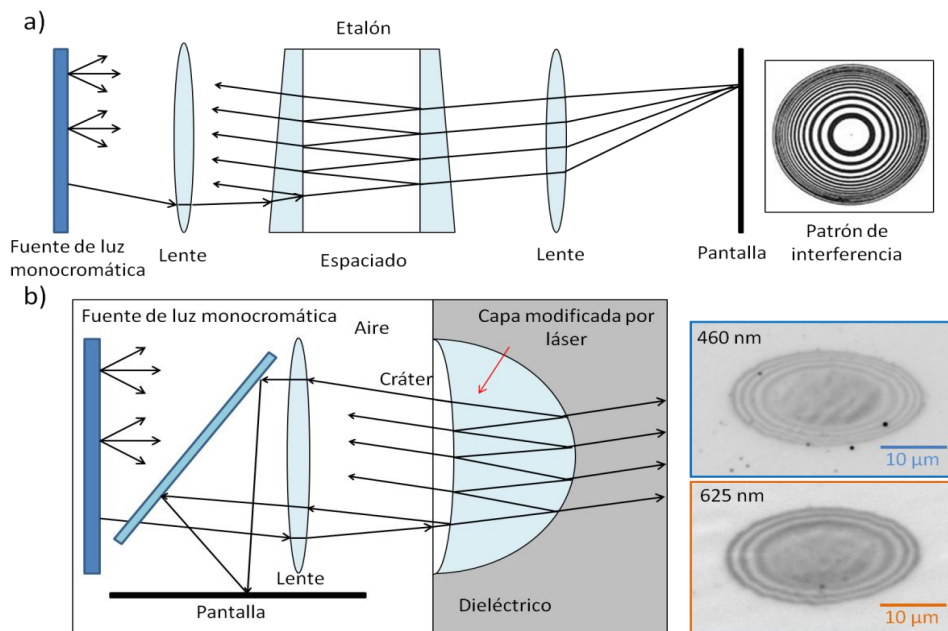 a)
Etalón
Fuente de luz
monocromática
Lente
Espaciado
Lente
Pantalla
Patrón de
interferencia
b)
Fuente de luz monocromática
Aire
Capa modificada por
láser
Cráter
Lente
Pantalla
Dieléctrico
460 nm
10 µm
625 nm
10 µm